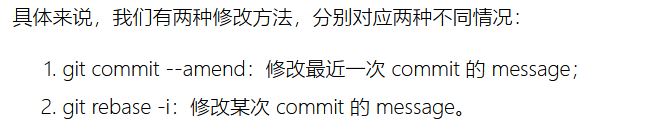 具体来说，我们有两种修改方法，分别对应两种不同情况：
1. git commit --amend：修改最近一次 commit 的 message；
2. git rebase -i：修改某次 commit 的 message。